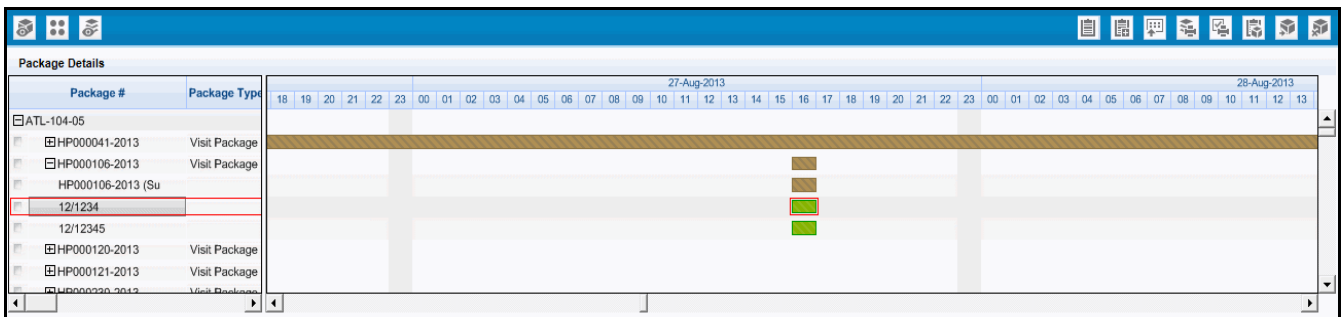 Package Details
Package # Package Type 27-Aug-2013 28-Aug-2013
18 19 20 21 22 23 00 01 02 03 04 05 06 07 08 09 10 11 12 13 14 15 16 17 18 19 20 21 22 23 00 01 02 03 04 05 06 07 08 09 10 11 12 13
ATL-104-05
HP000041-2013 Visit Package
HP000106-2013 Visit Package
HP000106-2013 (Su
12/1234
12/12345
HP000120-2013 Visit Package
HP000121-2013 Visit Package
HP000239-2013 Visit Package